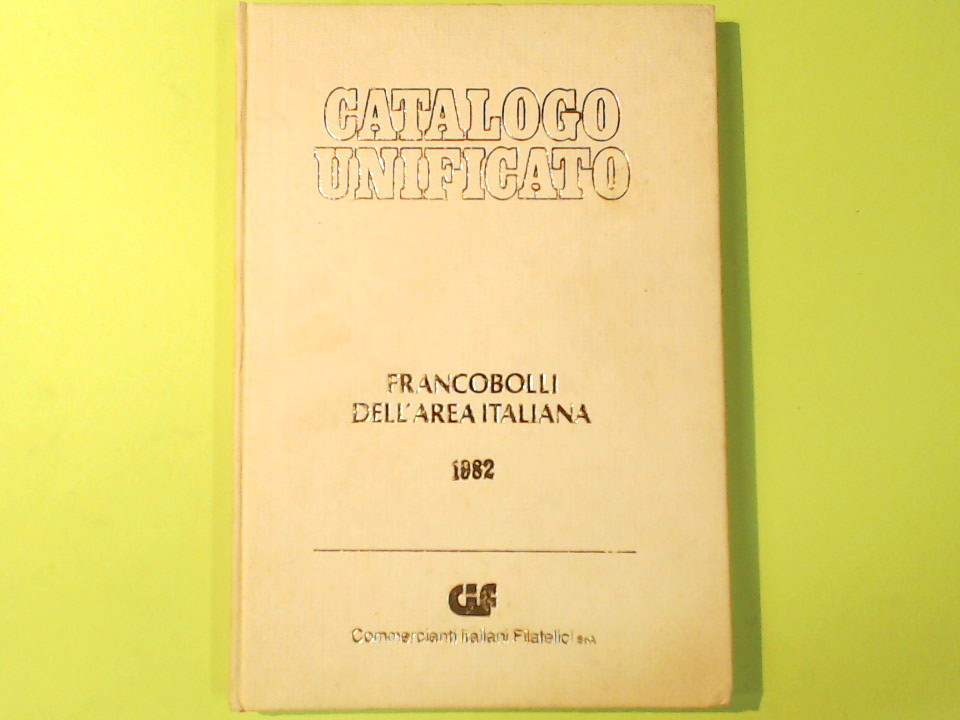 CATALOGO
UNIFICATO
FRANCOBOLLI
DELL'AREA ITALIANA
1982
CIF
Commercianti Italiani Filatelici S.P.A.